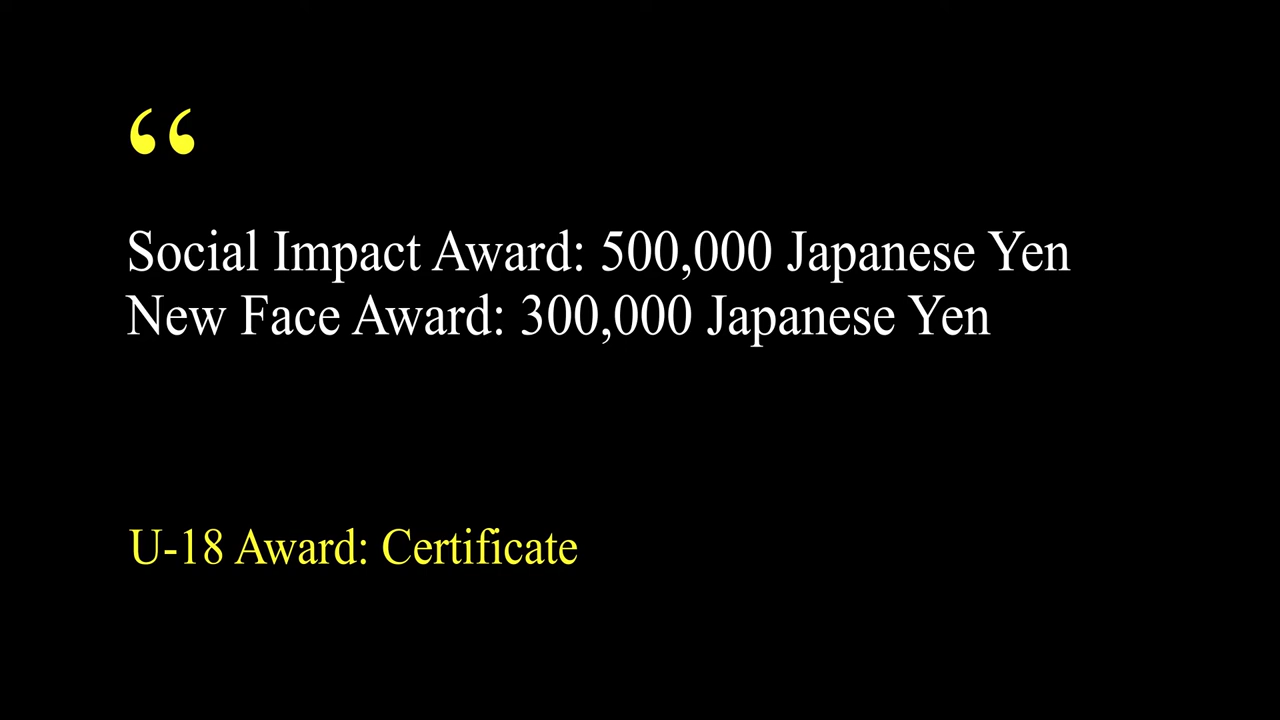 “
Social Impact Award: 500,000 Japanese Yen
New Face Award: 300,000 Japanese Yen
U-18 Award: Certificate